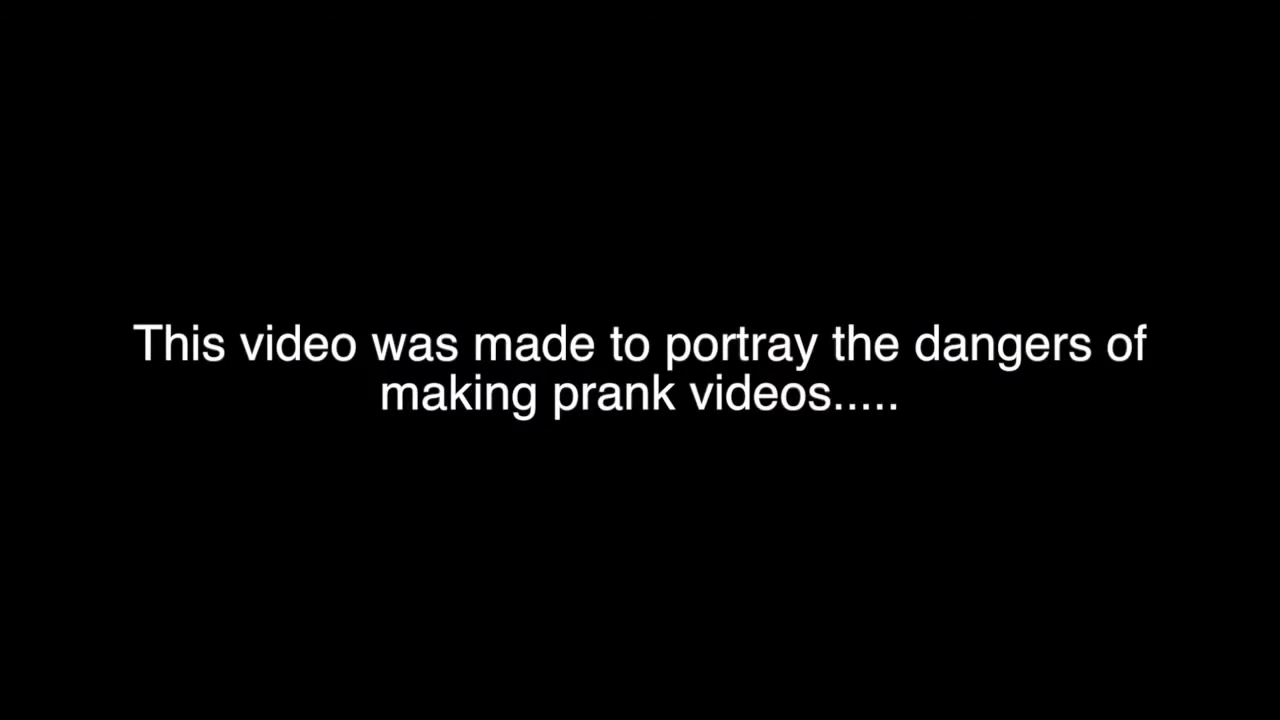 This video was made to portray the dangers of
making prank videos.....